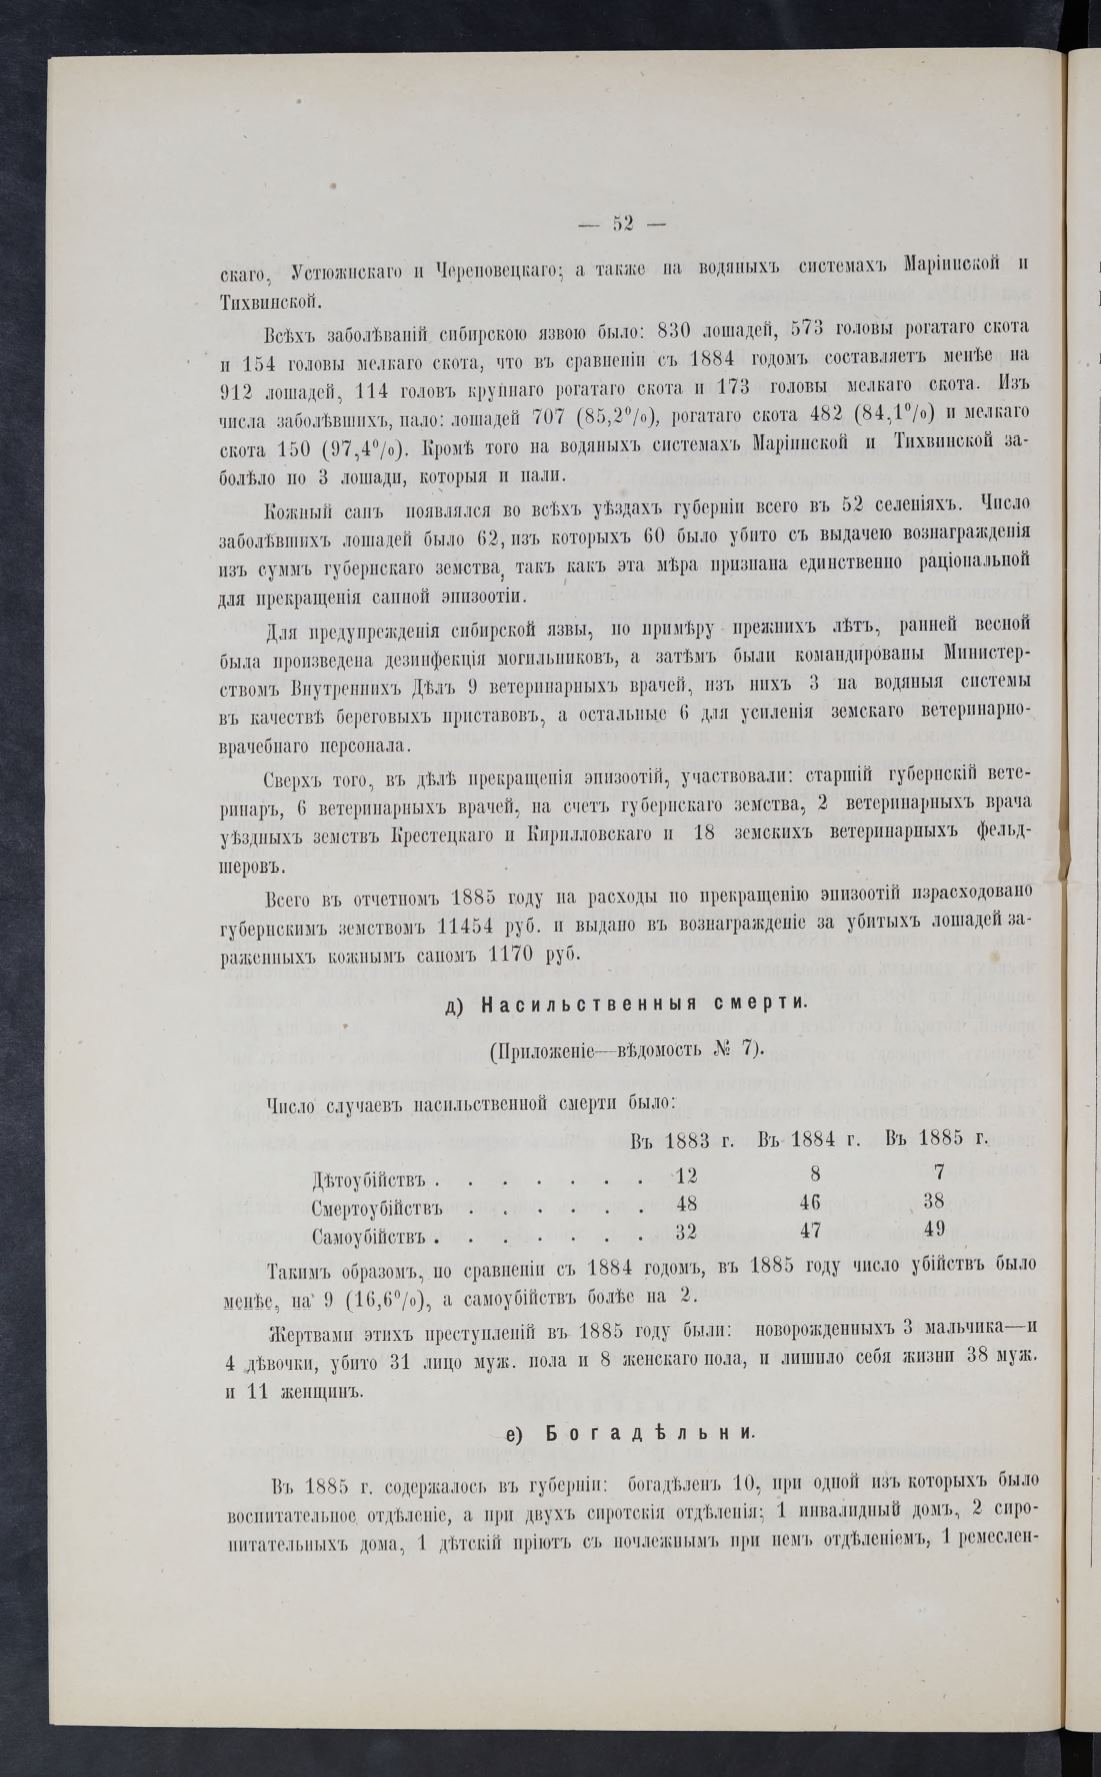 — 52 —
скаго, Устюжнскаго и Череповецкаго; а также на водяныхъ системахъ Маріинской и
Тихвинской.
Всѣхъ заболѣваній сибирскою язвою было: 830 лошадей, 573 головы рогатаго скота
и 154 головы мелкаго скота, что въ сравненіи съ 1884 годомъ составляетъ менѣе на
912 лошадей, 114 головъ крупнаго рогатаго скота и 173 головы мелкаго скота. Изъ
числа заболѣвшихъ, пало: лошадей 707 (85,2%), рогатаго скота 482 (84,1%) и мелкаго
скота 150 (97,4%). Кромѣ того на водяныхъ системахъ Маріинской и Тихвинской за-
болѣло по 3 лошади, которыя и пали.
Кожный сапъ появлялся во всѣхъ уѣздахъ губерніи всего въ 52 селеніяхъ. Число
заболѣвшихъ лошадей было 62, изъ которыхъ 60 было убито съ выдачею вознагражденія
изъ суммъ губернскаго земства, такъ какъ эта мѣра признана единственно раціональной
для прекращенія сапной эпизоотіи.
Для предупрежденія сибирской язвы, по примѣру прежнихъ лѣтъ, ранней весной
была произведена дезинфекція могильниковъ, а затѣмъ были командированы Министер-
ствомъ Внутреннихъ Дѣлъ 9 ветеринарныхъ врачей, изъ нихъ 3 на водяныя системы
въ качествѣ береговыхъ приставовъ, а остальные 6 для усиленія земскаго ветеринарно-
врачебнаго персонала.
Сверхъ того, въ дѣлѣ прекращенія эпизоотій, участвовали: старшій губернскій вете-
ринаръ, 6 ветеринарныхъ врачей, на счетъ губернскаго земства, 2 ветеринарныхъ врача
уѣздныхъ земствъ Крестецкаго и Кирилловскаго и 18 земскихъ ветеринарныхъ фельд-
шеровъ.
Всего въ отчетномъ 1885 году на расходы по прекращенію эпизоотій израсходовано
губернскимъ земствомъ 11454 руб. и выдано въ вознагражденіе за убитыхъ лошадей за-
раженныхъ кожнымъ сапомъ 1170 руб.
д) Насильственныя смерти.
(Приложеніе—вѣдомость № 7).
Число случаевъ насильственной смерти было:
Въ 1883 г. Въ 1884 г. Въ 1885 г.
Дѣтоубійствъ . . . . . . . 12 8 7
Смертоубійствъ . . . . . . 48 46 38
Самоубійствъ . . . . . . . 32 47 49
Такимъ образомъ, по сравненіи съ 1884 годомъ, въ 1885 году число убійствъ было
менѣе, на 9 (16,6%), а самоубійствъ болѣе на 2.
Жертвами этихъ преступленій въ 1885 году были: новорожденныхъ 3 мальчика—и
4 дѣвочки, убито 31 лицо муж. пола и 8 женскаго пола, и лишило себя жизни 38 муж.
и 11 женщинъ.
е) Богадѣльни.
Въ 1885 г. содержалось въ губерніи: богадѣленъ 10, при одной изъ которыхъ было
воспитательное отдѣленіе, а при двухъ сиротскія отдѣленія; 1 инвалидный домъ, 2 сиро-
питательныхъ дома, 1 дѣтскій пріютъ съ ночлежнымъ при немъ отдѣленіемъ, 1 ремеслен-